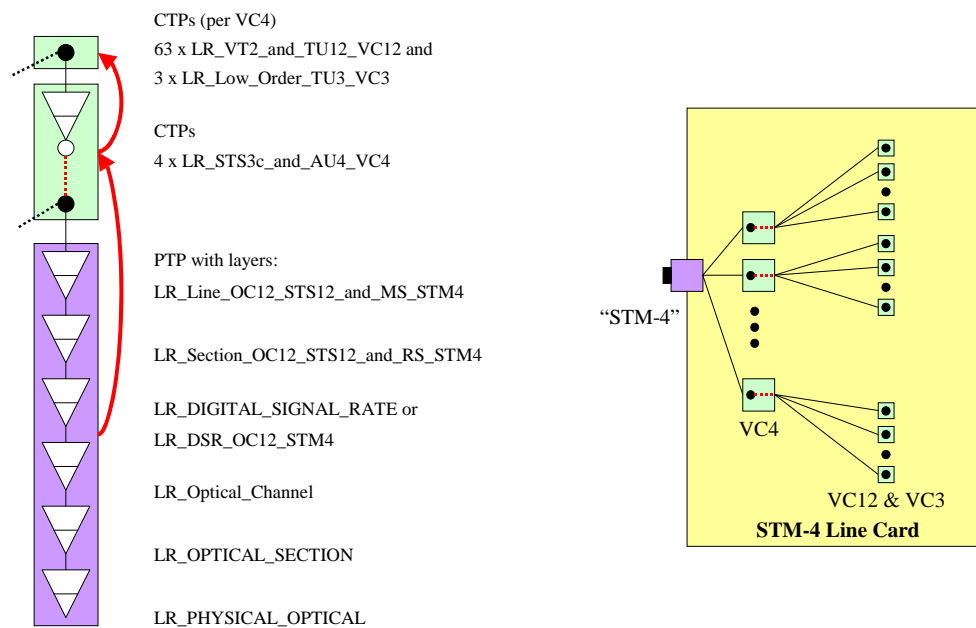 CTPs (per VC4)
63 x LR_VT2_and_TU12_VC12 and
3 x LR_Low_Order_TU3_VC3
CTPs
4 x LR_STS3c_and_AU4_VC4
PTP with layers:
LR_Line_OC12_STS12_and_MS_STM4
LR_Section_OC12_STS12_and_RS_STM4
LR_DIGITAL_SIGNAL_RATE or
LR_DSR_OC12_STM4
LR_Optical_Channel
LR_OPTICAL_SECTION
LR_PHYSICAL_OPTICAL
“STM-4”
VC4
VC12 & VC3
STM-4 Line Card